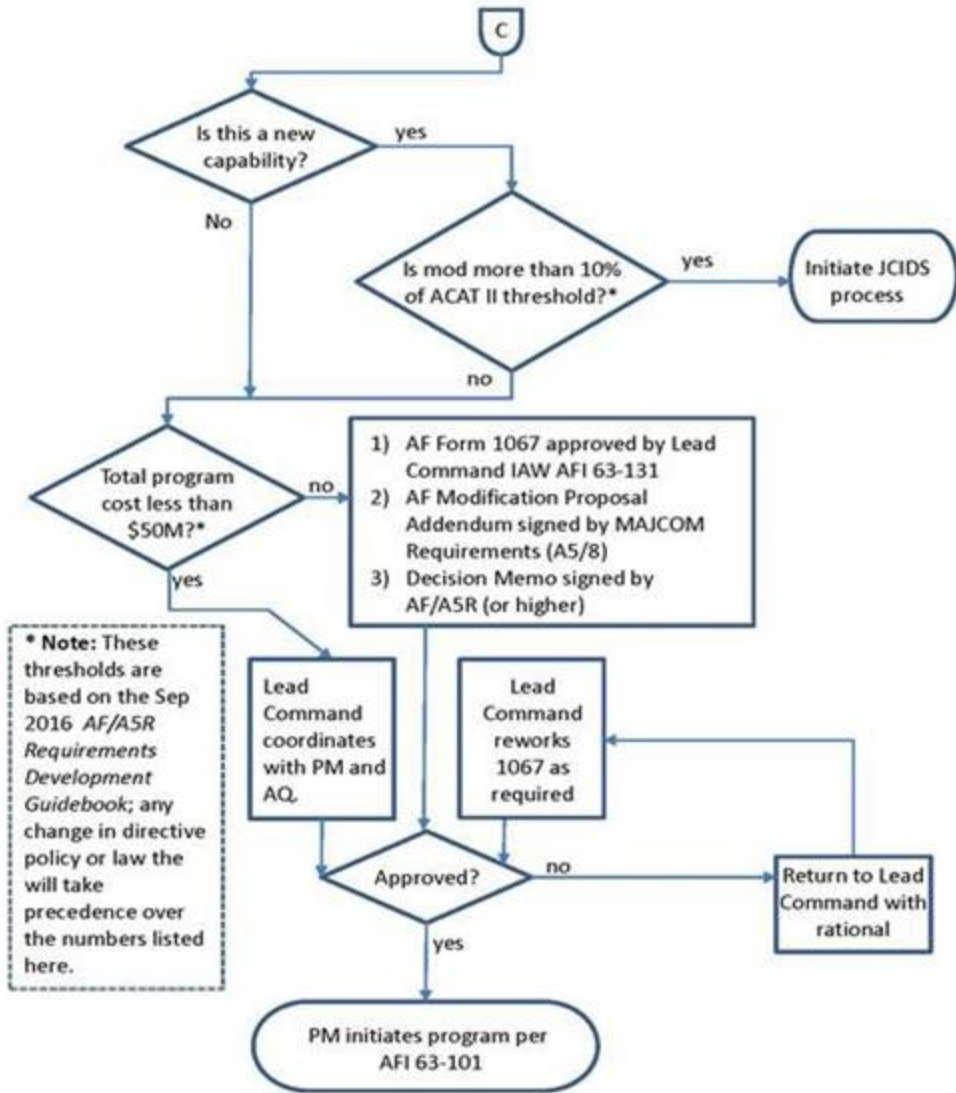 C
Is this a new
capability?
yes
No
Is mod more than 10%
of ACAT II threshold?*
yes
Initiate JCIDS
process
no
Total program
cost less than
$50M?*
no
yes
1) AF Form 1067 approved by Lead
Command IAW AFI 63-131
2) AF Modification Proposal
Addendum signed by MAJCOM
Requirements (A5/8)
3) Decision Memo signed by
AF/A5R (or higher)
* Note: These
thresholds are
based on the Sep
2016 AF/A5R
Requirements
Development
Guidebook; any
change in directive
policy or law the
will take
precedence over
the numbers listed
here.
Lead
Command
coordinates
with PM and
AQ.
Lead
Command
reworks
1067 as
required
Approved?
no
Return to Lead
Command with
rational
yes
PM initiates program per
AFI 63-101